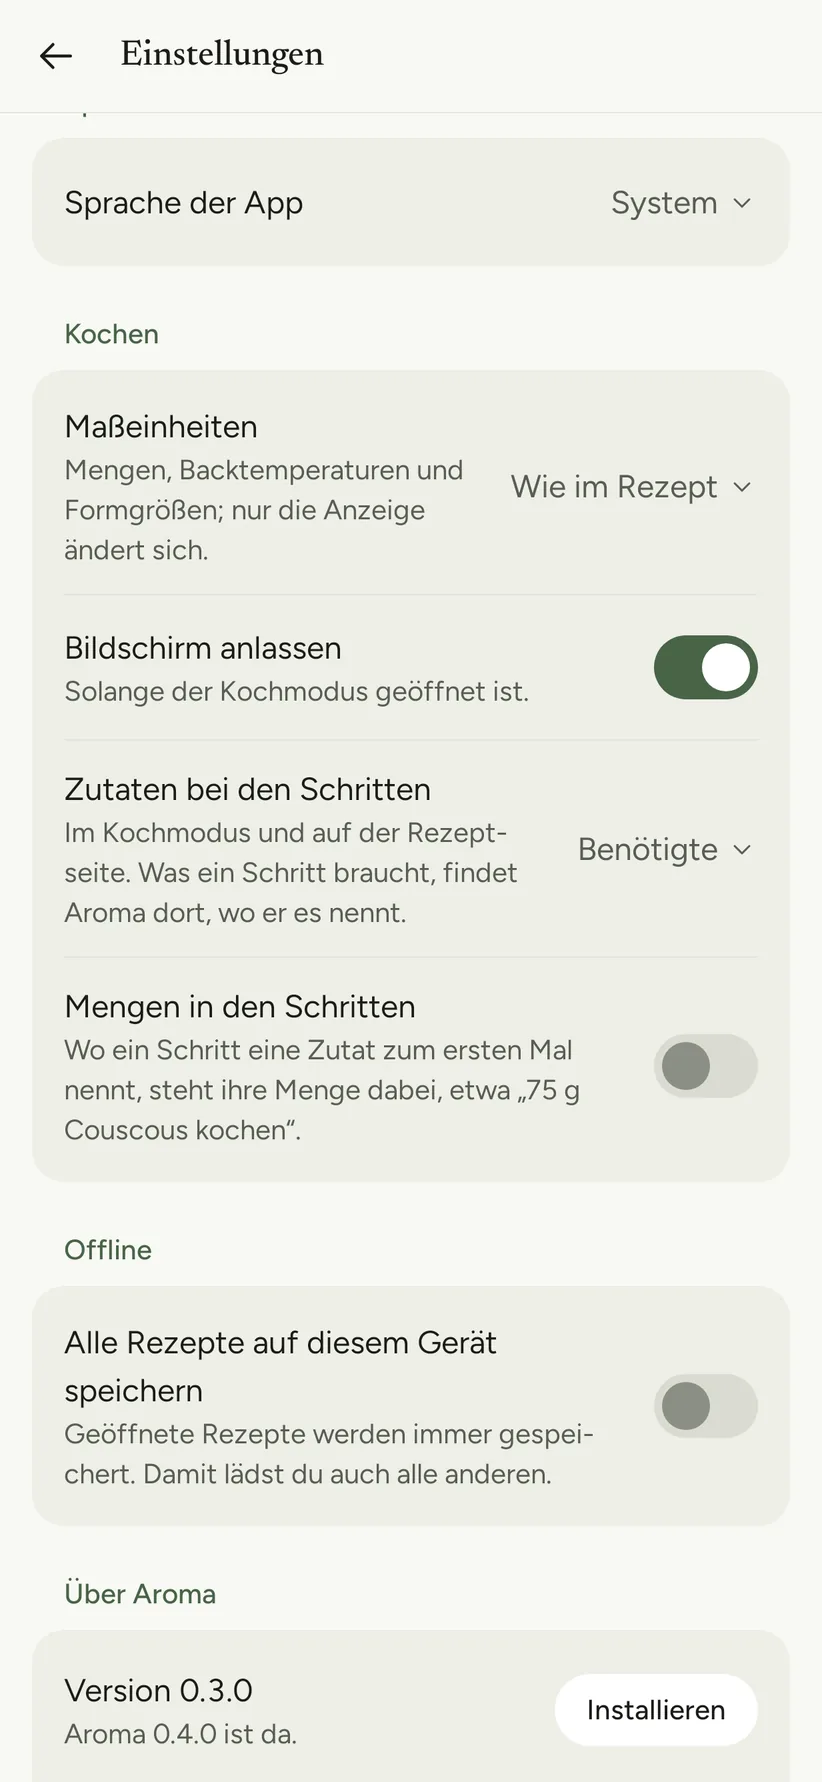 Einstellungen
Sprache der App
System
Kochen
Maßeinheiten
Mengen, Backtemperaturen und
Formgrößen; nur die Anzeige
ändert sich.
Wie im Rezept
Bildschirm anlassen
Solange der Kochmodus geöffnet ist.
Zutaten bei den Schritten
Im Kochmodus und auf der Rezept-
seite. Was ein Schritt braucht, findet
Aroma dort, wo er es nennt.
Benötigte
Mengen in den Schritten
Wo ein Schritt eine Zutat zum ersten Mal
nennt, steht ihre Menge dabei, etwa „75 g
Couscous kochen“.
Offline
Alle Rezepte auf diesem Gerät
speichern
Geöffnete Rezepte werden immer gespei-
chert. Damit lädst du auch alle anderen.
Über Aroma
Version 0.3.0
Aroma 0.4.0 ist da.
Installieren